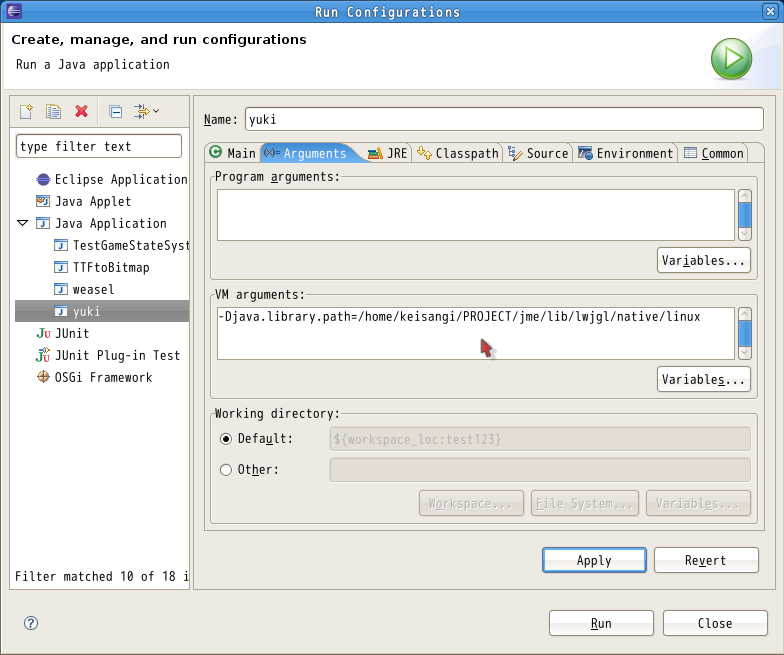 Run Configurations
Create, manage, and run configurations
Run a Java application
type filter text
Eclipse Application
Java Applet
Java Application
TestGameStateSyst
TTFtoBitmap
weasel
yuki
JUnit
JUnit Plug-in Test
OSGi Framework
Filter matched 10 of 18 i
Name: yuki
Main Arguments JRE Classpath Source Environment Common
Program arguments:
Variables...
VM arguments:
-Djava.library.path=/home/keisangi/PROJECT/jme/lib/lwjgl/native/linux
Variables...
Working directory:
Default: ${workspace_loc:test123}
Other:
Workspace... File System... Variables...
Apply Revert
Run Close